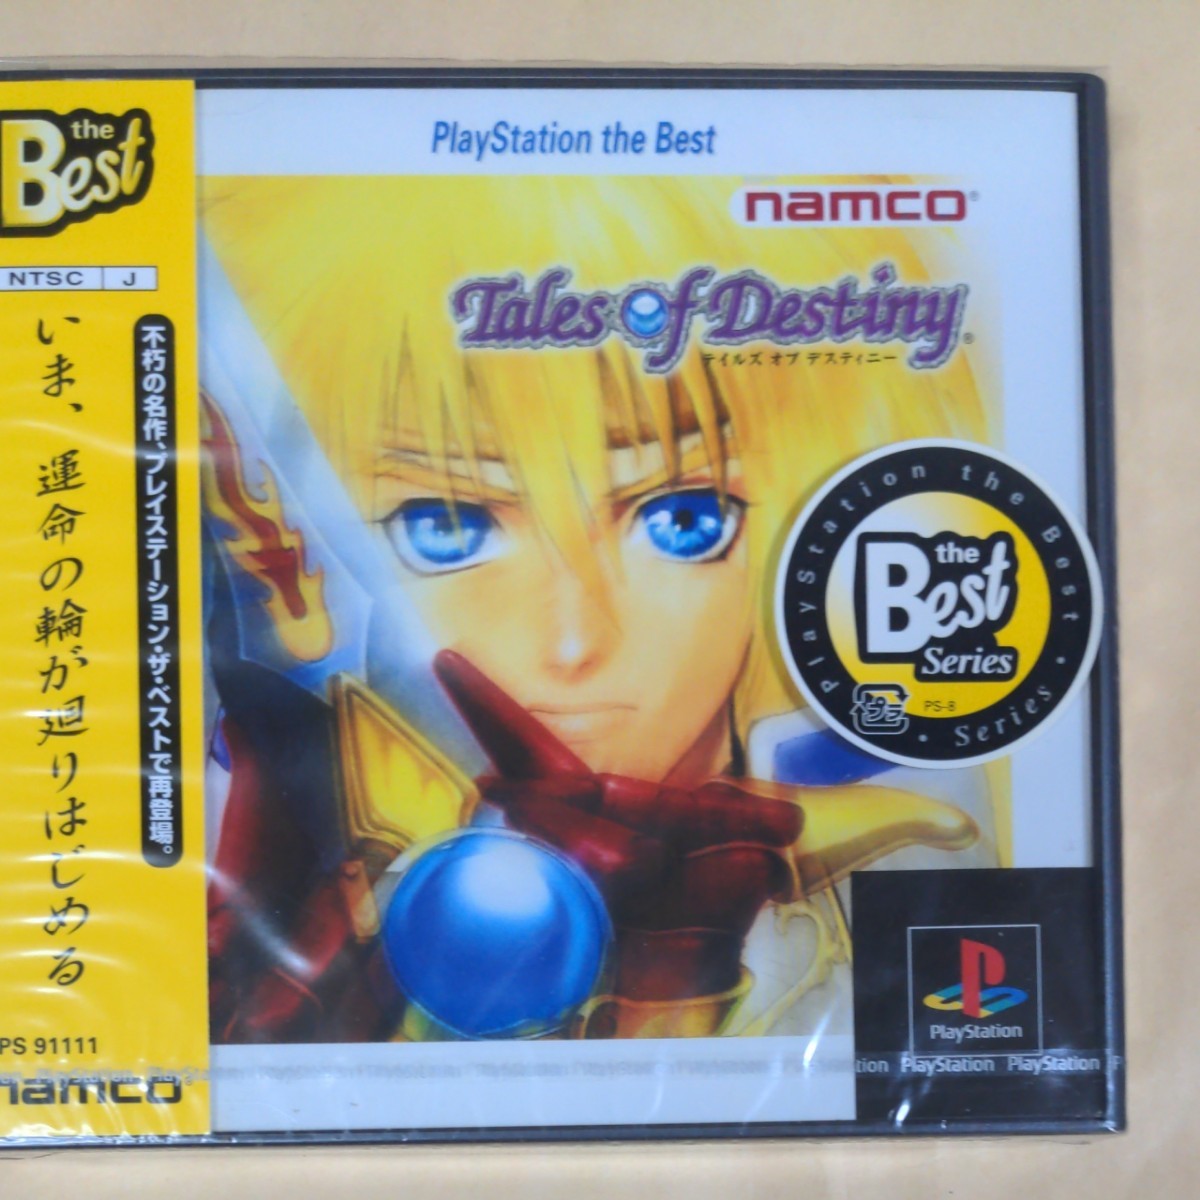 the
Best
NTSC J
不朽の名作、プレイステーション・ザ・ベストで再登場。
いま、運命の輪が廻りはじめる
PS 91111
namco
PlayStation the Best
namco®
Tales of Destiny®
テイルズ オブ デスティニー
PlayStation the Best
the
Best
Series
プラ
PS-8
Series
PlayStation
PlayStation PlayStation